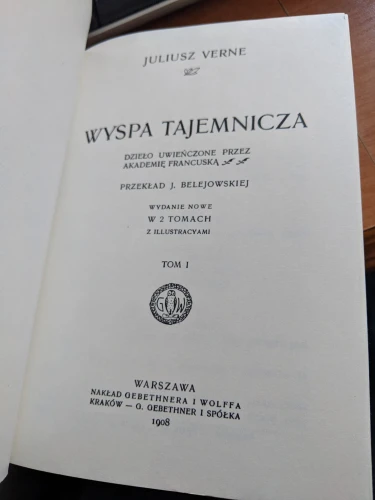 JULIUSZ VERNE
WYSPA TAJEMNICZA
DZIEŁO UWIEŃCZONE PRZEZ
AKADEMIĘ FRANCUSKĄ
PRZEKŁAD J. BELEJOWSKIEJ
WYDANIE NOWE
W 2 TOMACH
Z ILLUSTRACYAMI
TOM I
G W
WARSZAWA
NAKŁAD GEBETHNERA I WOLFFA
KRAKÓW — G. GEBETHNER I SPÓŁKA
1908